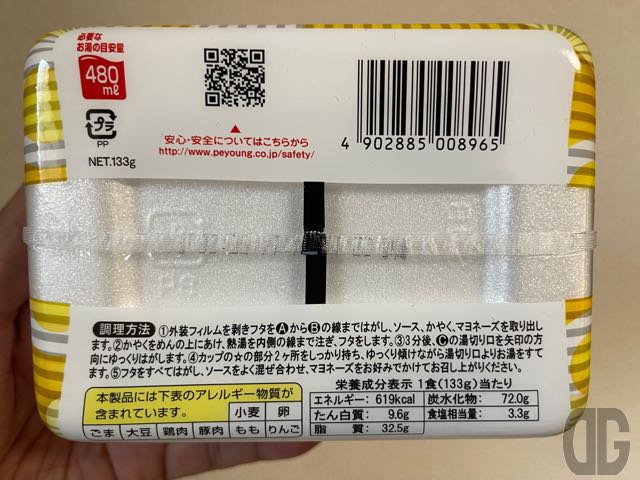 必要な
お湯の目安量
480
ml
プラ
PP
NET.133g
安心・安全についてはこちらから
http://www.peyoung.co.jp/safety/
4 902885 008965
調理方法 ①外装フィルムを剥きフタをⒶからⒷの線まではがし、ソース、かやく、マヨネーズを取り出し
ます。②かやくをめんの上にあけ、熱湯を内側の線まで注ぎ、フタをします。③3分後、Ⓒの湯切り口を矢印の方
向にゆっくりはがします。④カップの☆の部分2ヶ所をしっかり持ち、ゆっくり傾けながら湯切り口よりお湯をすて
ます。⑤フタをすべてはがし、ソースをよく混ぜ合わせ、マヨネーズをお好みでかけてお召し上がりください。
本製品には下表のアレルギー物質が
含まれています。 小麦 卵
ごま 大豆 鶏肉 豚肉 もも りんご
栄養成分表示 1食(133g)当たり
エネルギー: 619kcal 炭水化物: 72.0g
たん白質: 9.6g 食塩相当量: 3.3g
脂質: 32.5g
DG